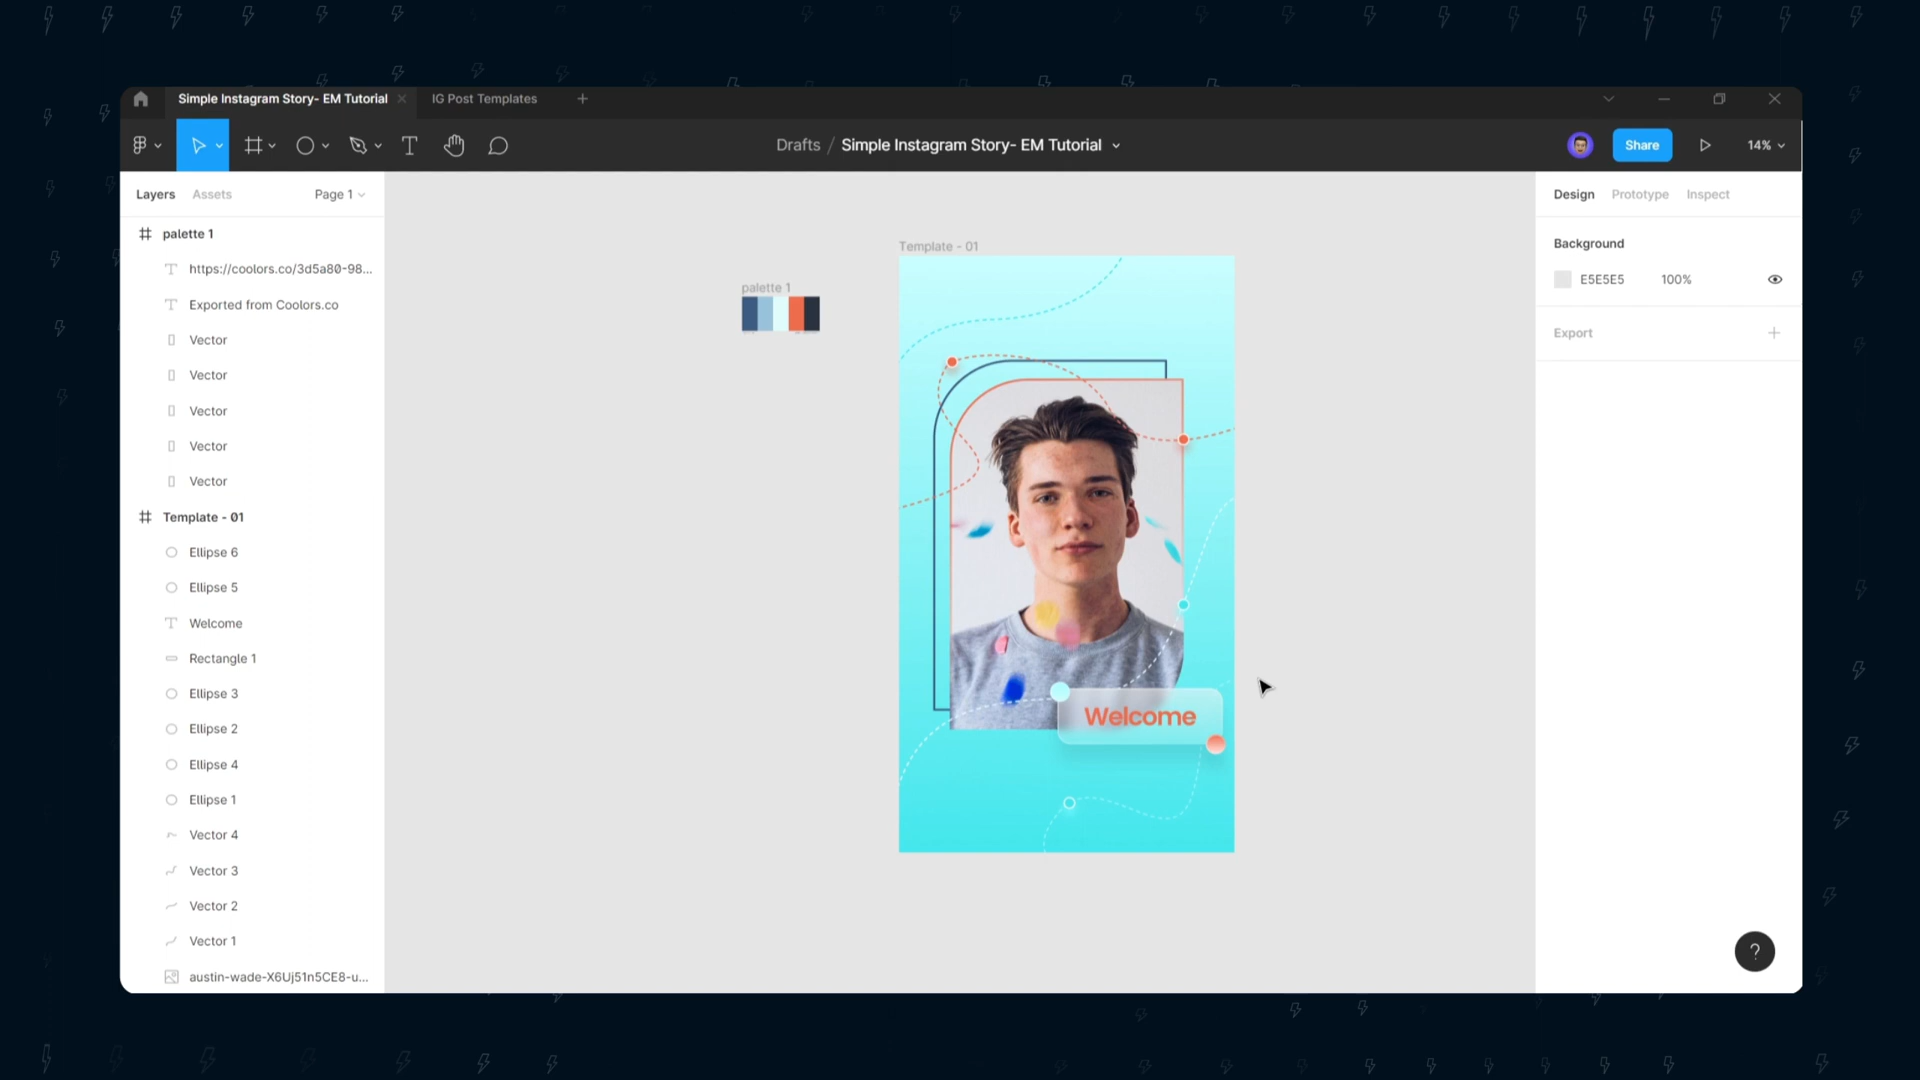 Simple Instagram Story- EM Tutorial
IG Post Templates
Drafts / Simple Instagram Story- EM Tutorial
Share
14%
Layers
Assets
Page 1
palette 1
https://coolors.co/3d5a80-98...
Exported from Coolors.co
Vector
Vector
Vector
Vector
Vector
Template - 01
Ellipse 6
Ellipse 5
Welcome
Rectangle 1
Ellipse 3
Ellipse 2
Ellipse 4
Ellipse 1
Vector 4
Vector 3
Vector 2
Vector 1
austin-wade-X6Uj51n5CE8-u...
palette 1
Template - 01
Welcome
Design
Prototype
Inspect
Background
E5E5E5
100%
Export
?